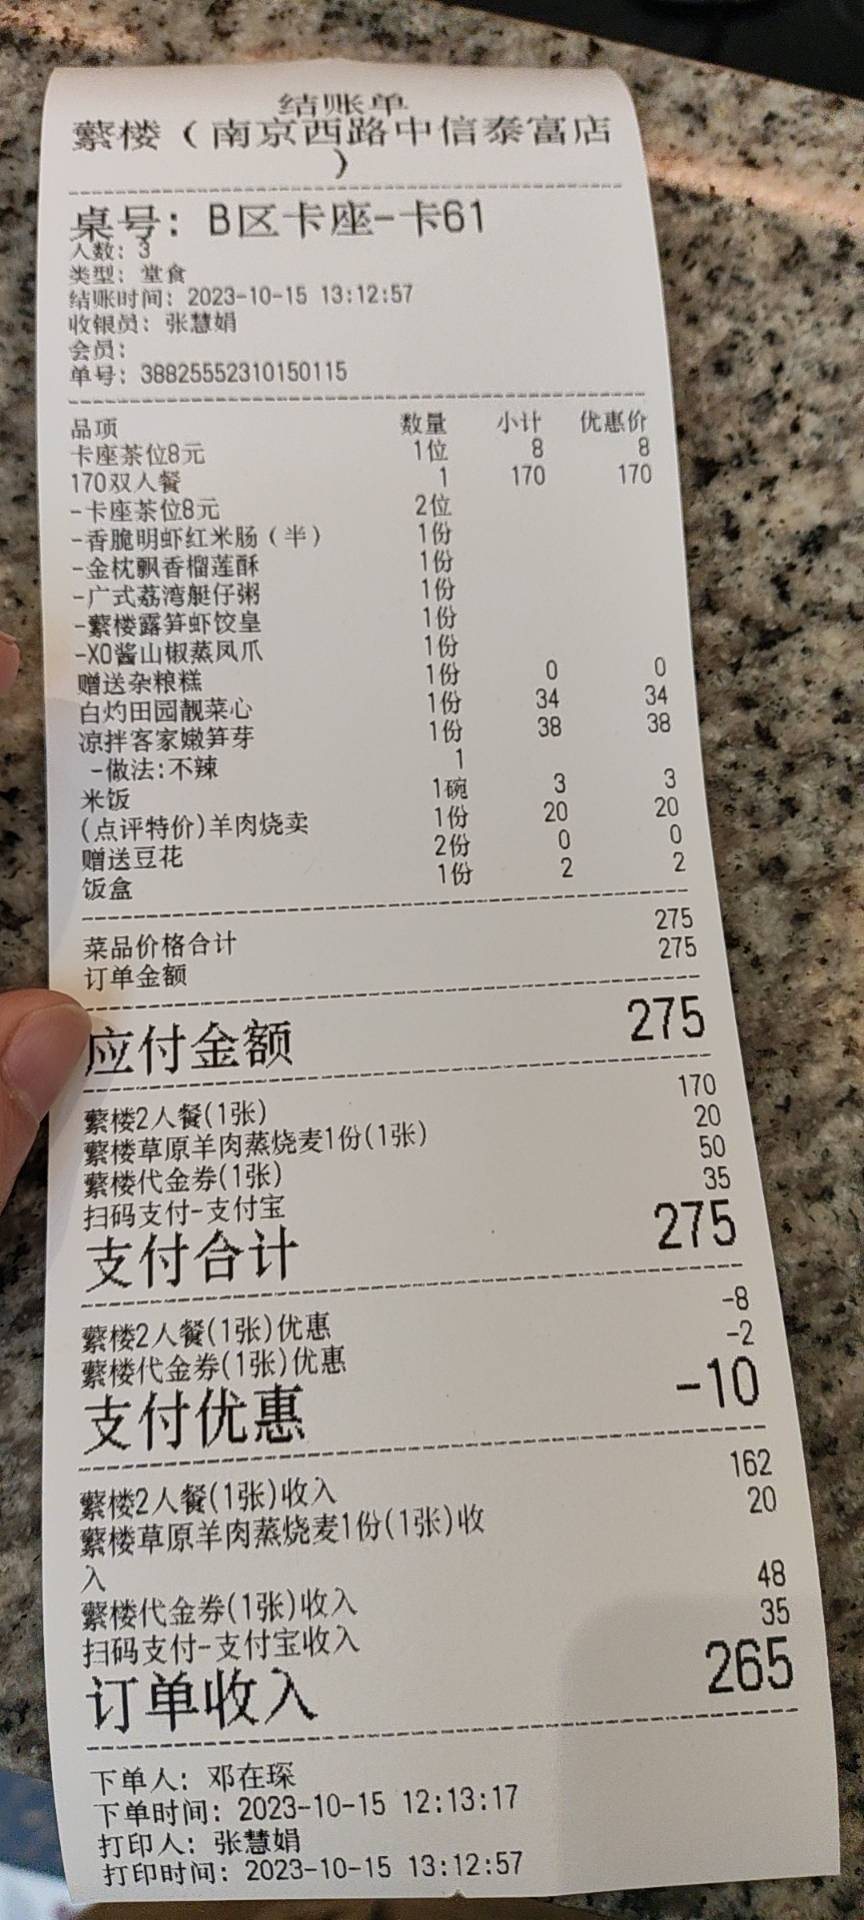 结账单
蘩楼（南京西路中信泰富店
）
桌号: B区卡座-卡61
人数: 3
类型: 堂食
结账时间: 2023-10-15 13:12:57
收银员: 张慧娟
会员:
单号: 38825552310150115
品项 数量 小计 优惠价
卡座茶位8元 1位 8 8
170双人餐 1 170 170
-卡座茶位8元 2位
-香脆明虾红米肠（半） 1份
-金枕飘香榴莲酥 1份
-广式荔湾艇仔粥 1份
-蘩楼露笋虾饺皇 1份
-XO酱山椒蒸凤爪 1份
赠送杂粮糕 1份 0 0
白灼田园靓菜心 1份 34 34
凉拌客家嫩笋芽 1份 38 38
-做法:不辣 1
米饭 1碗 3 3
(点评特价)羊肉烧卖 1份 20 20
赠送豆花 2份 0 0
饭盒 1份 2 2
菜品价格合计 275
订单金额 275
应付金额 275
蘩楼2人餐(1张) 170
蘩楼草原羊肉蒸烧麦1份(1张) 20
蘩楼代金券(1张) 50
扫码支付-支付宝 35
支付合计 275
蘩楼2人餐(1张)优惠 -8
蘩楼代金券(1张)优惠 -2
支付优惠 -10
蘩楼2人餐(1张)收入 162
蘩楼草原羊肉蒸烧麦1份(1张)收 20
入
蘩楼代金券(1张)收入 48
扫码支付-支付宝收入 35
订单收入 265
下单人: 邓在琛
下单时间: 2023-10-15 12:13:17
打印人: 张慧娟
打印时间: 2023-10-15 13:12:57